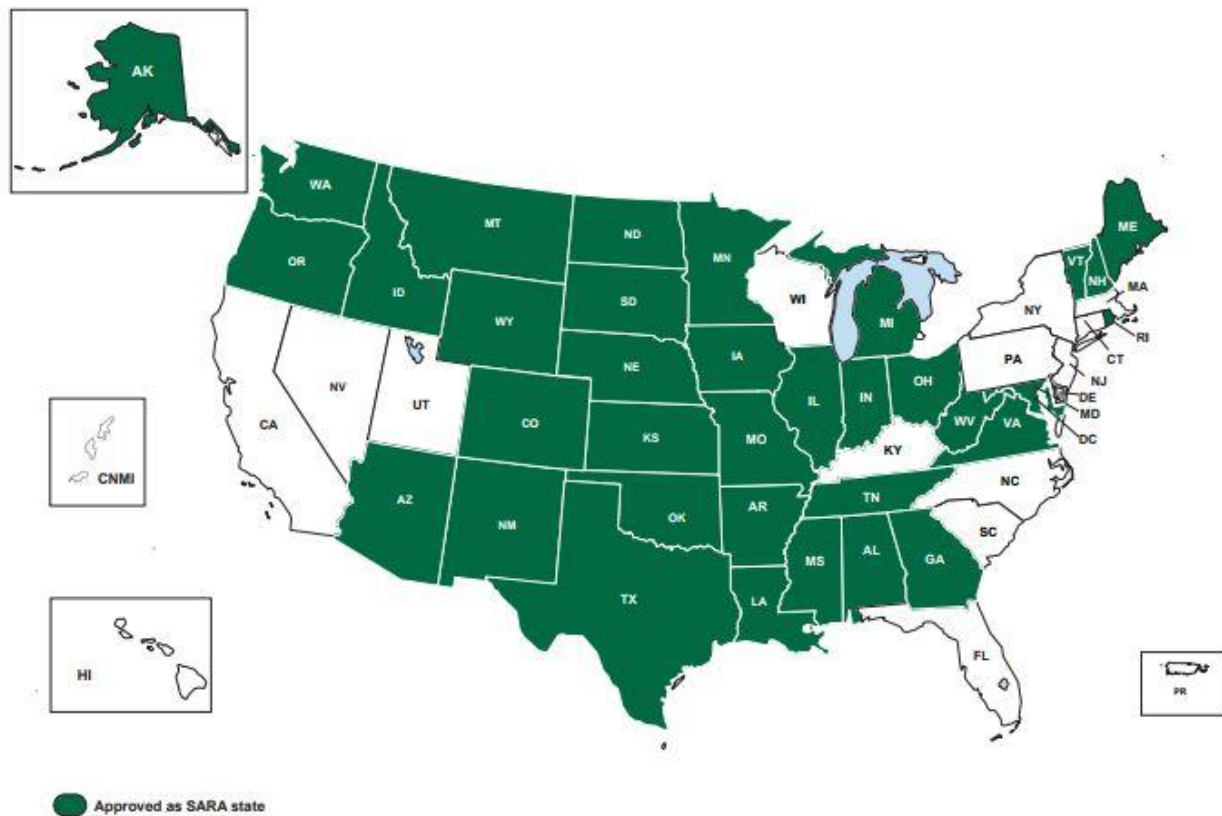 AK
WA
MT
ND
MN
ME
VT
NH
MA
OR
ID
SD
WI
NY
WY
MI
RI
CT
IA
NE
PA
NJ
NV
UT
IL
IN
OH
DE
MD
CA
CO
KS
MO
WV
VA
DC
KY
CNMI
AZ
NM
OK
AR
TN
NC
SC
MS
AL
GA
TX
LA
FL
HI
PR
Approved as SARA state